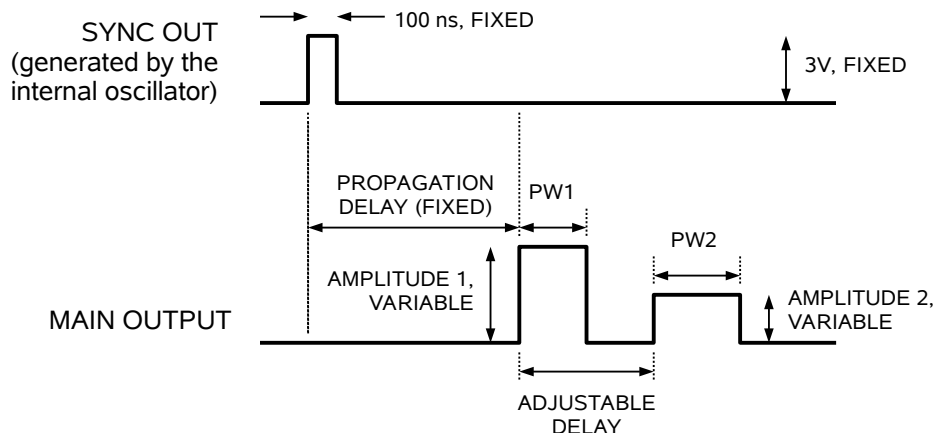 100 ns, FIXED
SYNC OUT
(generated by the
internal oscillator)
3V, FIXED
PROPAGATION
DELAY (FIXED)
PW1
PW2
AMPLITUDE 1,
VARIABLE
AMPLITUDE 2,
VARIABLE
MAIN OUTPUT
ADJUSTABLE
DELAY